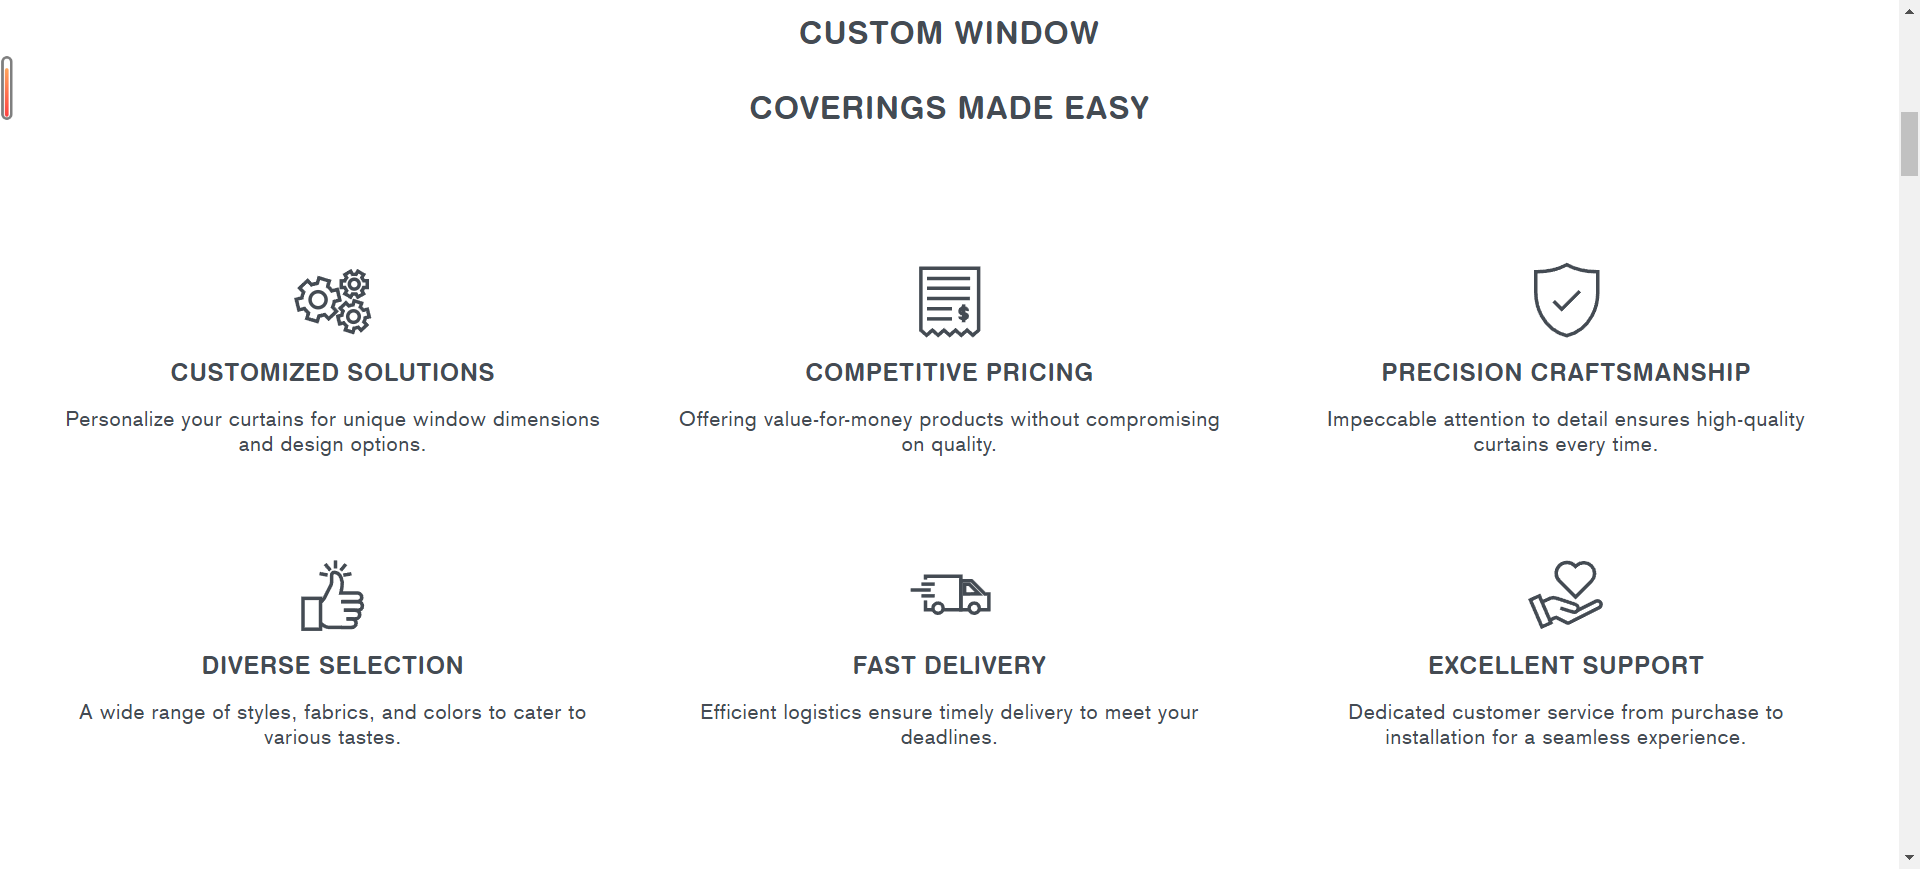 CUSTOM WINDOW
COVERINGS MADE EASY
$
CUSTOMIZED SOLUTIONS
Personalize your curtains for unique window dimensions
and design options.
COMPETITIVE PRICING
Offering value-for-money products without compromising
on quality.
PRECISION CRAFTSMANSHIP
Impeccable attention to detail ensures high-quality
curtains every time.
DIVERSE SELECTION
A wide range of styles, fabrics, and colors to cater to
various tastes.
FAST DELIVERY
Efficient logistics ensure timely delivery to meet your
deadlines.
EXCELLENT SUPPORT
Dedicated customer service from purchase to
installation for a seamless experience.